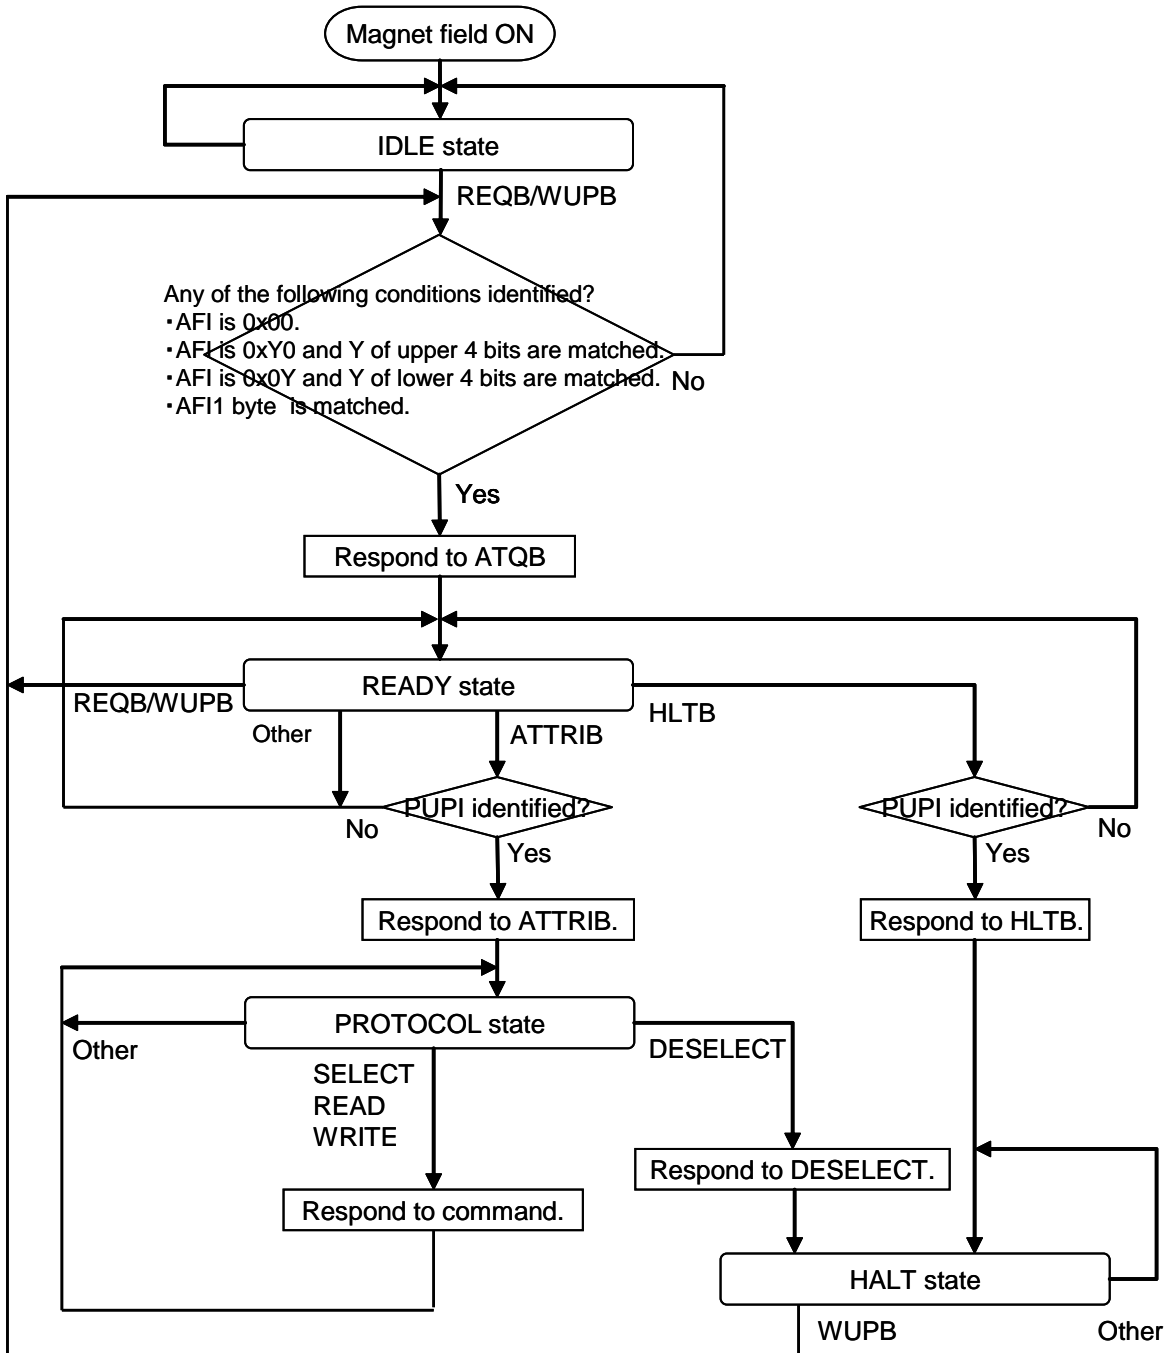 Magnet field ON
IDLE state
REQB/WUPB
Any of the following conditions identified?
・AFI is 0x00.
・AFI is 0xY0 and Y of upper 4 bits are matched.
・AFI is 0x0Y and Y of lower 4 bits are matched.
・AFI1 byte  is matched.
No
Yes
Respond to ATQB
READY state
REQB/WUPB
Other
ATTRIB
HLTB
PUPI identified?
PUPI identified?
No
Yes
Yes
No
Respond to ATTRIB.
Respond to HLTB.
PROTOCOL state
Other
DESELECT
SELECT
READ
WRITE
Respond to DESELECT.
Respond to command.
HALT state
WUPB
Other